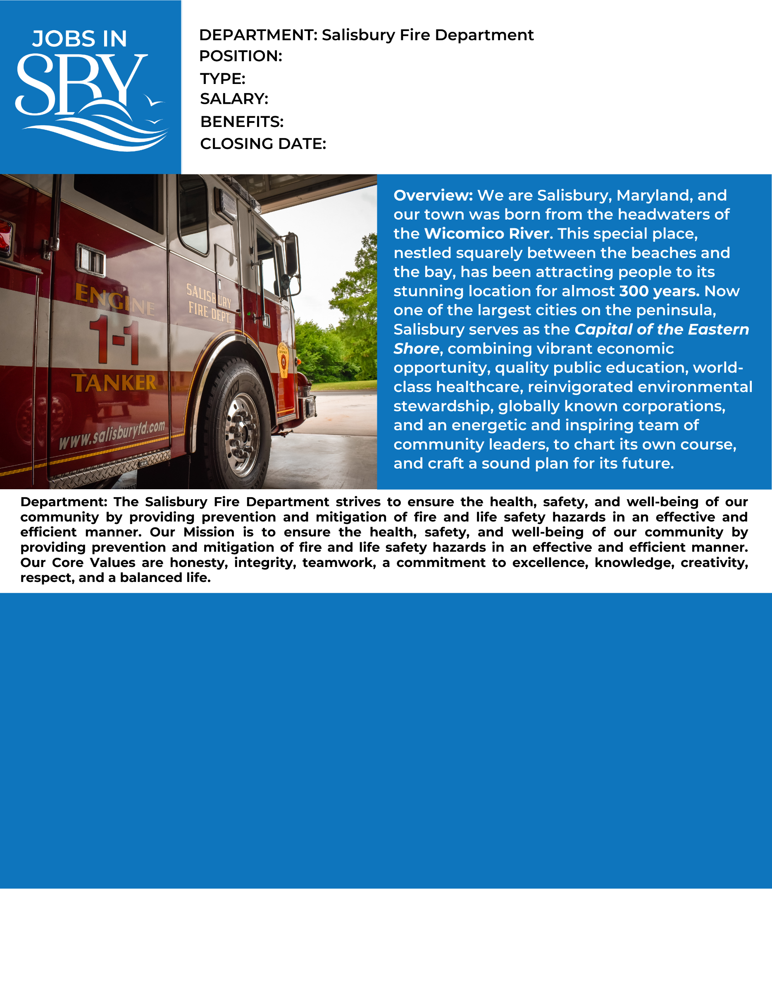 JOBS IN
SBY
DEPARTMENT: Salisbury Fire Department
POSITION:
TYPE:
SALARY:
BENEFITS:
CLOSING DATE:
ENGINE
1-1
TANKER
SALISBURY
FIRE DEPT.
www.salisburyfd.com
Overview: We are Salisbury, Maryland, and
our town was born from the headwaters of
the Wicomico River. This special place,
nestled squarely between the beaches and
the bay, has been attracting people to its
stunning location for almost 300 years. Now
one of the largest cities on the peninsula,
Salisbury serves as the Capital of the Eastern
Shore, combining vibrant economic
opportunity, quality public education, world-
class healthcare, reinvigorated environmental
stewardship, globally known corporations,
and an energetic and inspiring team of
community leaders, to chart its own course,
and craft a sound plan for its future.
Department: The Salisbury Fire Department strives to ensure the health, safety, and well-being of our
community by providing prevention and mitigation of fire and life safety hazards in an effective and
efficient manner. Our Mission is to ensure the health, safety, and well-being of our community by
providing prevention and mitigation of fire and life safety hazards in an effective and efficient manner.
Our Core Values are honesty, integrity, teamwork, a commitment to excellence, knowledge, creativity,
respect, and a balanced life.